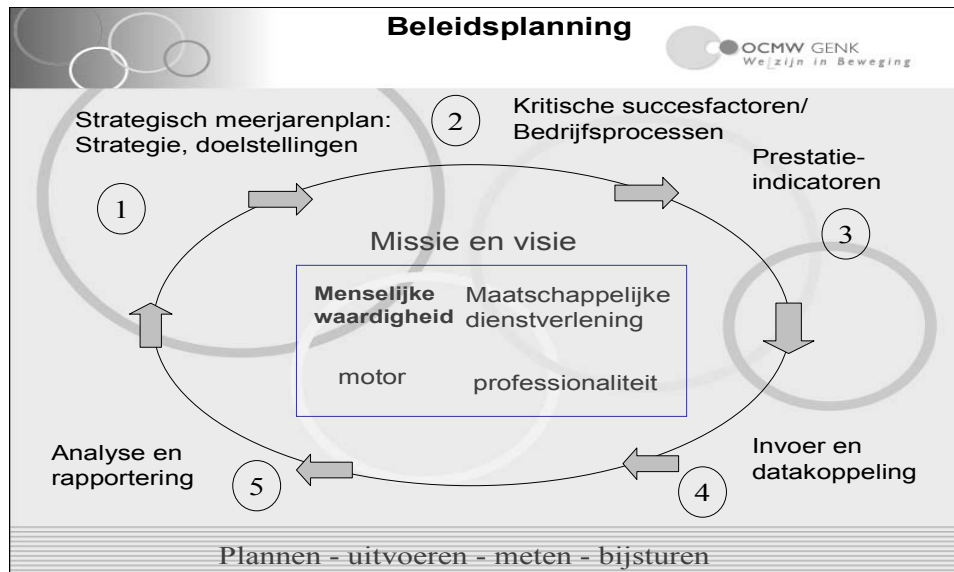 Beleidsplanning
OCMW GENK
We[zijn in Beweging
Strategisch meerjarenplan:
Strategie, doelstellingen
1
2
Kritische succesfactoren/
Bedrijfsprocessen
Prestatie-
indicatoren
3
Missie en visie
Menselijke
waardigheid
Maatschappelijke
dienstverlening
motor
professionaliteit
Invoer en
datakoppeling
4
Analyse en
rapportering
5
Plannen - uitvoeren - meten - bijsturen